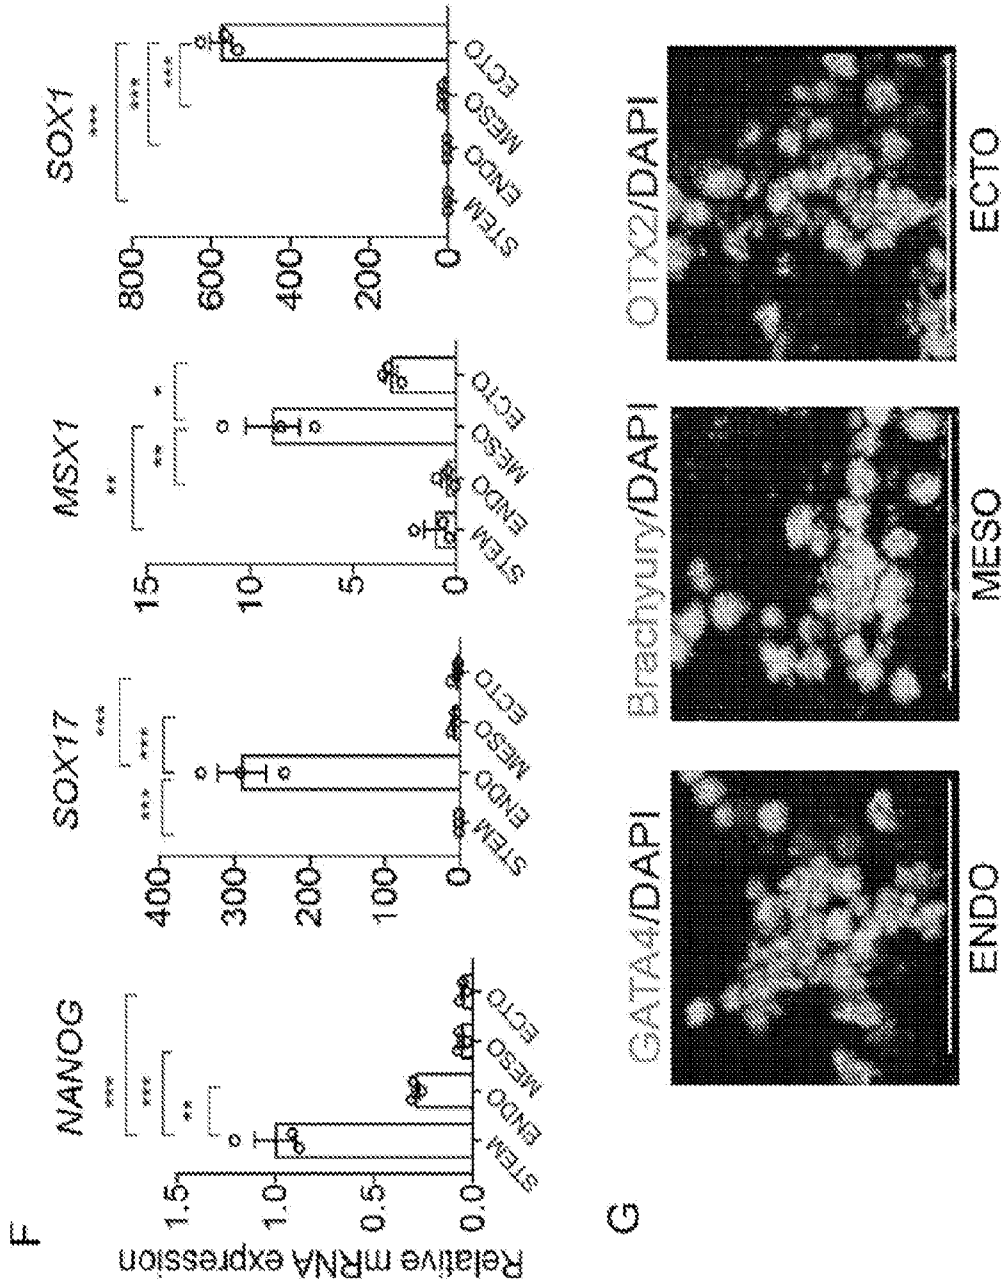 F
Relative mRNA expression
NANOG
***
***
**
1.5
1.0
0.5
0.0
STEM
ENDO
MESO
ECTO
SOX17
***
***
***
400
300
200
100
0
STEM
ENDO
MESO
ECTO
MSX1
**
**
*
15
10
5
0
STEM
ENDO
MESO
ECTO
SOX1
***
***
***
800
600
400
200
0
STEM
ENDO
MESO
ECTO
G
GATA4/DAPI
ENDO
Brachyury/DAPI
MESO
OTX2/DAPI
ECTO